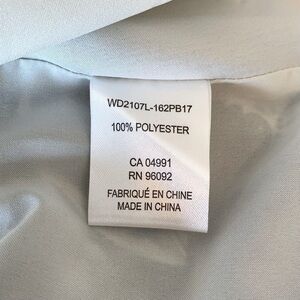 WD2107L-162PB17
100% POLYESTER
CA 04991
RN 96092
FABRIQUÉ EN CHINE
MADE IN CHINA